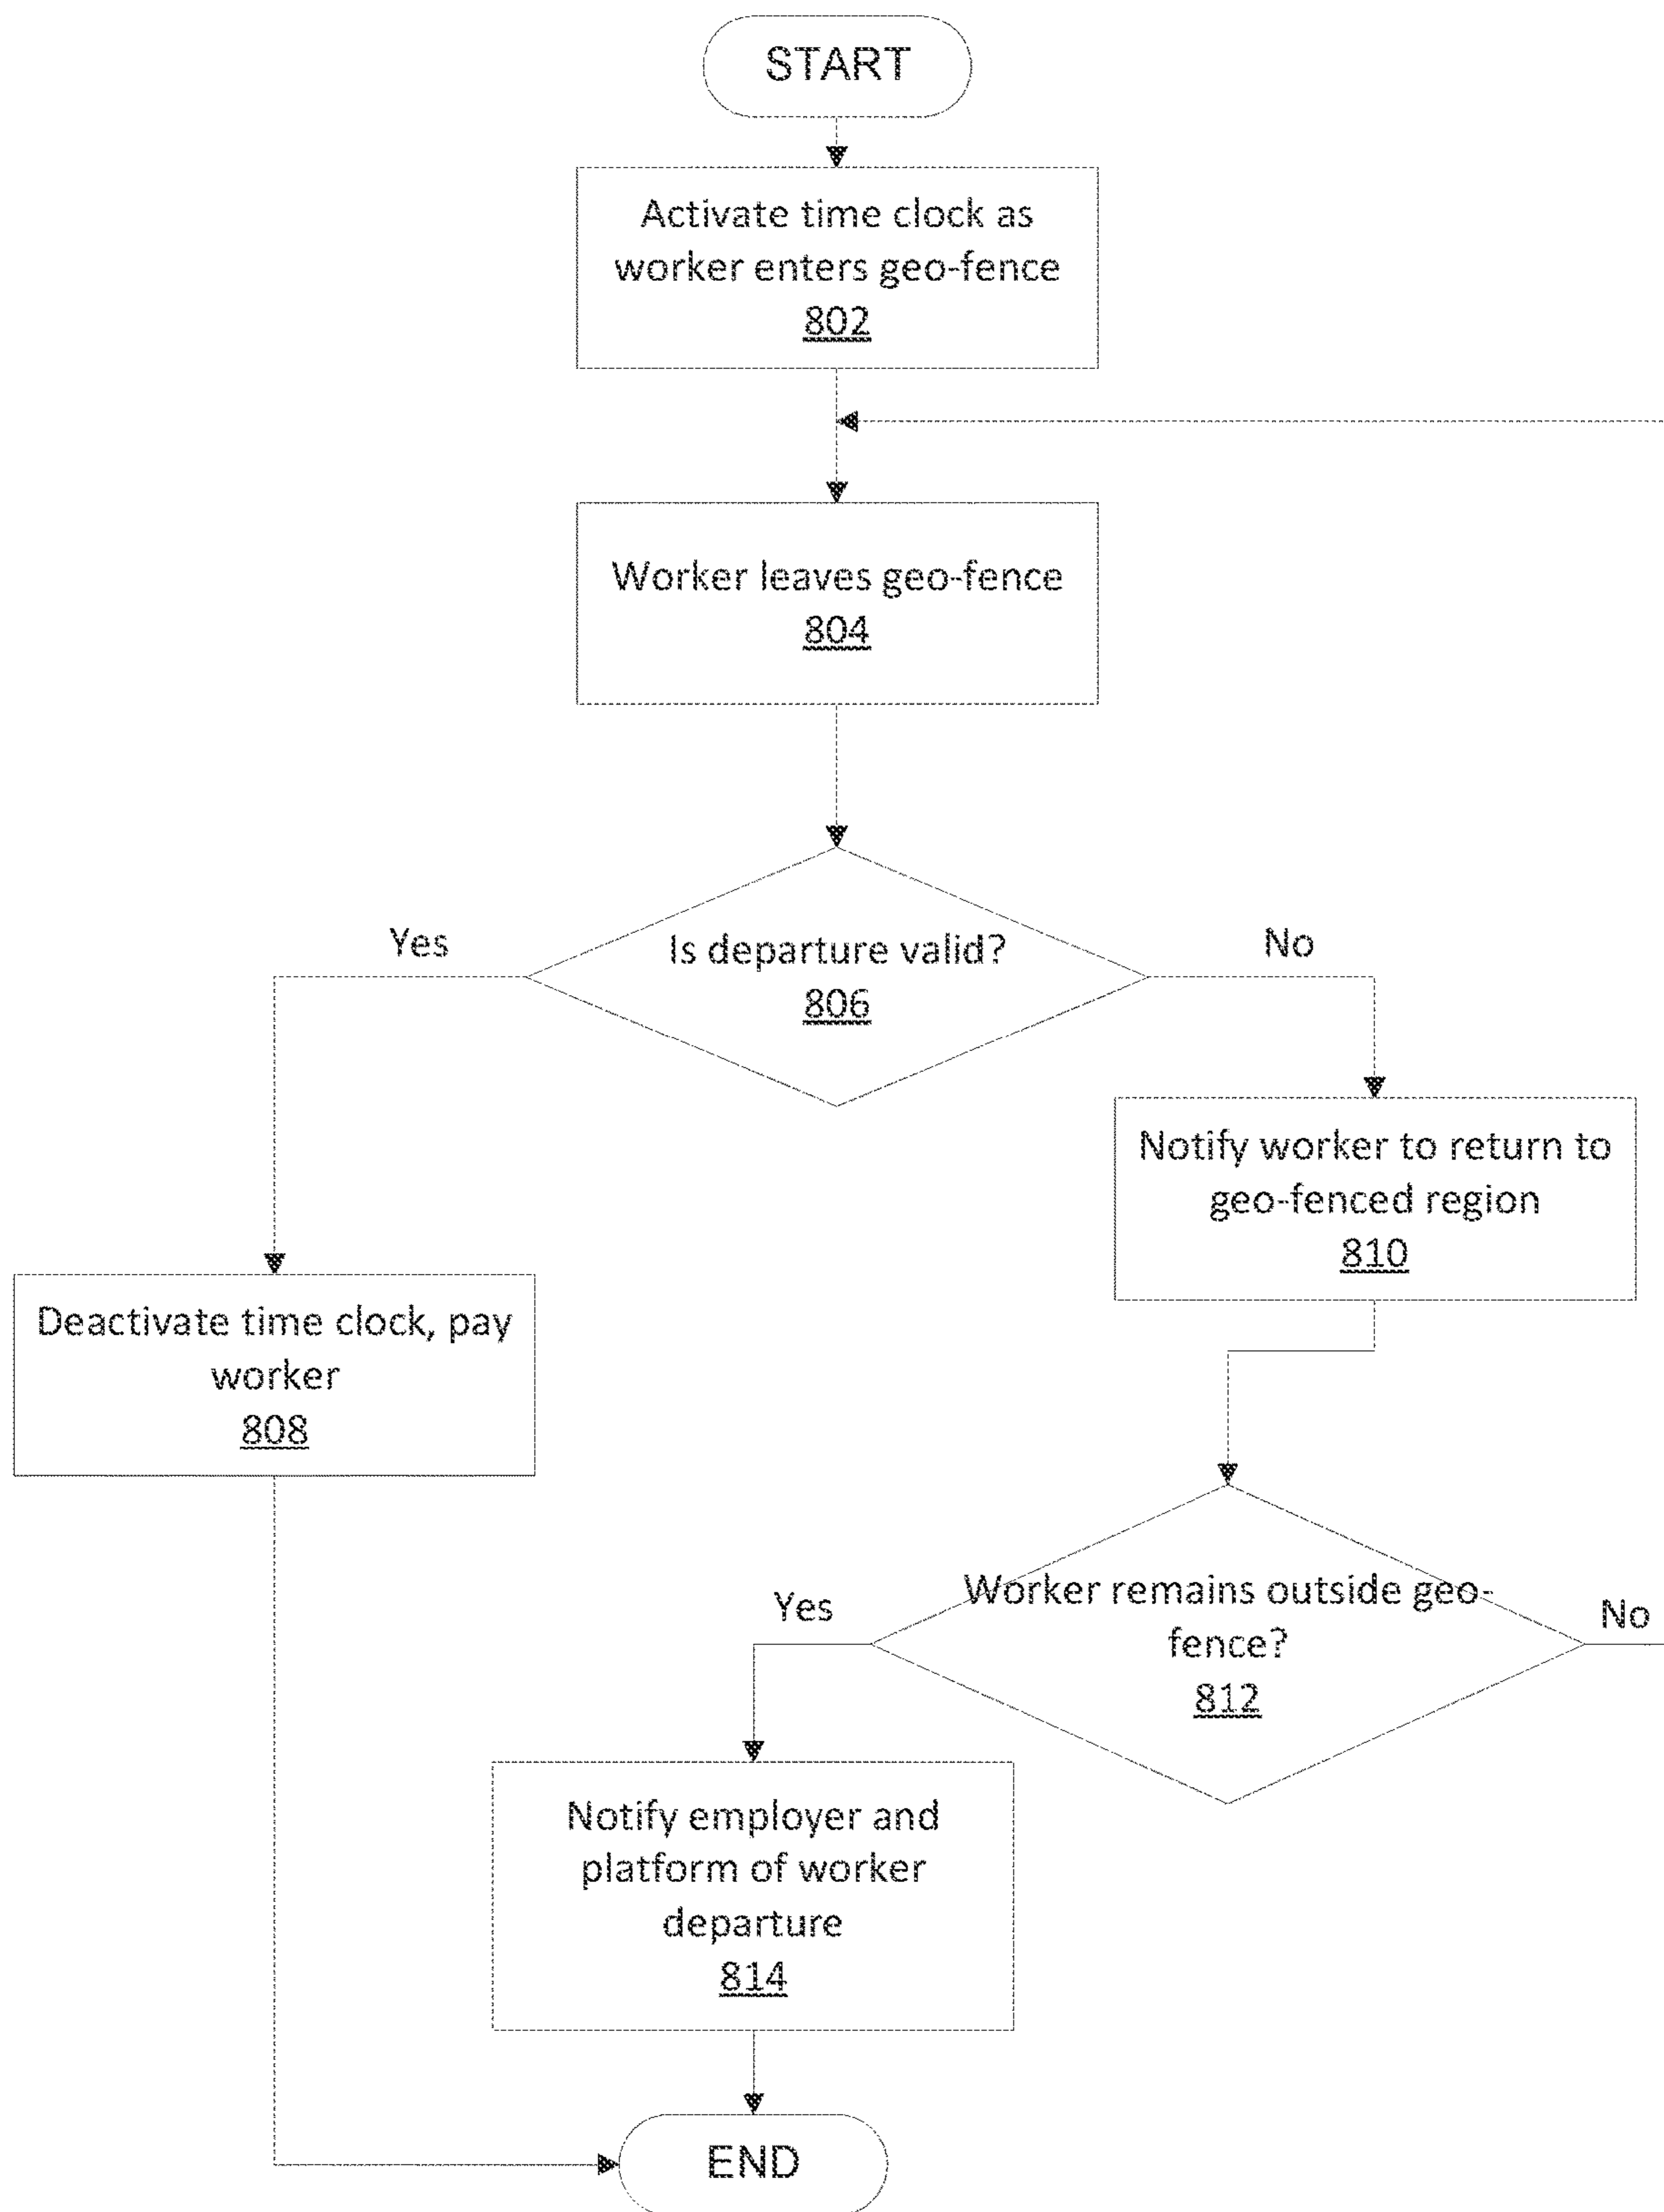 START
Activate time clock as
worker enters geo-fence
802
Worker leaves geo-fence
804
Yes
Is departure valid?
806
No
Notify worker to return to
geo-fenced region
810
Deactivate time clock, pay
worker
808
Yes
Worker remains outside geo-
fence?
812
No
Notify employer and
platform of worker
departure
814
END